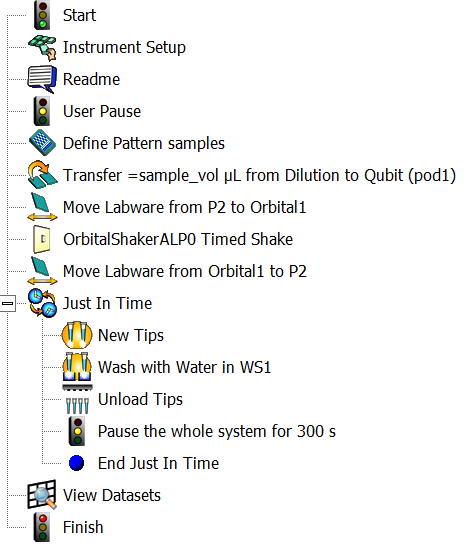 Start
Instrument Setup
Readme
User Pause
Define Pattern samples
Transfer =sample_vol µL from Dilution to Qubit (pod1)
Move Labware from P2 to Orbital1
OrbitalShakerALP0 Timed Shake
Move Labware from Orbital1 to P2
Just In Time
New Tips
Wash with Water in WS1
Unload Tips
Pause the whole system for 300 s
End Just In Time
View Datasets
Finish